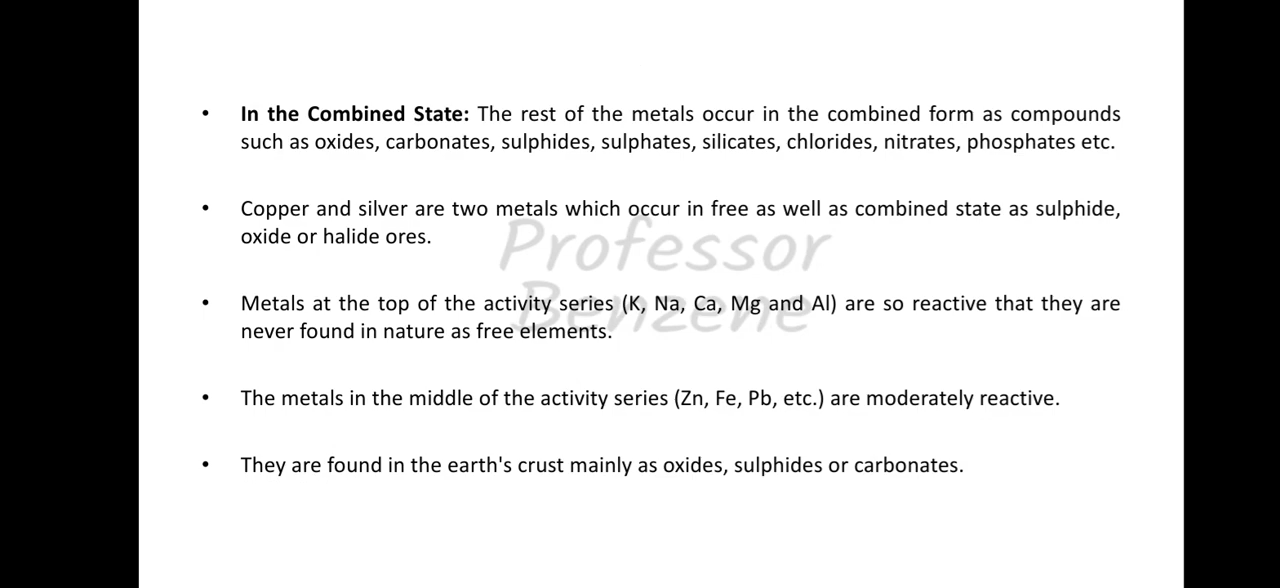 • In the Combined State: The rest of the metals occur in the combined form as compounds
such as oxides, carbonates, sulphides, sulphates, silicates, chlorides, nitrates, phosphates etc.
• Copper and silver are two metals which occur in free as well as combined state as sulphide,
oxide or halide ores.
Professor
Benzene
• Metals at the top of the activity series (K, Na, Ca, Mg and Al) are so reactive that they are
never found in nature as free elements.
• The metals in the middle of the activity series (Zn, Fe, Pb, etc.) are moderately reactive.
• They are found in the earth's crust mainly as oxides, sulphides or carbonates.